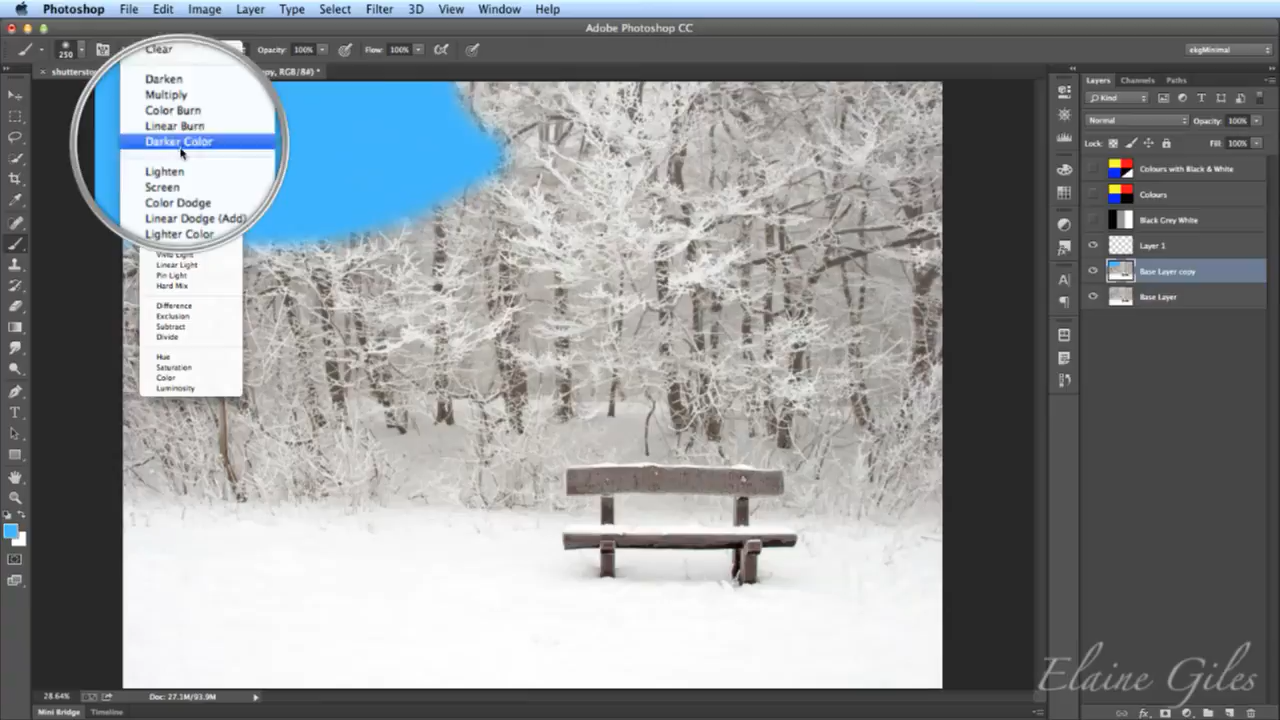 Photoshop File Edit Image Layer Type Select Filter 3D View Window Help
Adobe Photoshop CC
250 Opacity: 100% Flow: 100% ekgMinimal
× shuttersto opy, RGB/8#) *
Clear
Darken
Multiply
Color Burn
Linear Burn
Darker Color
Lighten
Screen
Color Dodge
Linear Dodge (Add)
Lighter Color
Vivid Light
Linear Light
Pin Light
Hard Mix
Difference
Exclusion
Subtract
Divide
Hue
Saturation
Color
Luminosity
Layers Channels Paths
Kind
Normal Opacity: 100%
Lock: Fill: 100%
Colours with Black & White
Colours
Black Grey White
Layer 1
Base Layer copy
Base Layer
Elaine Giles
28.64% Doc: 27.1M/93.9M
Mini Bridge Timeline